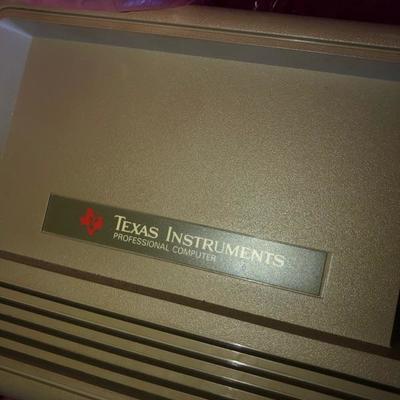 TEXAS INSTRUMENTS
PROFESSIONAL COMPUTER